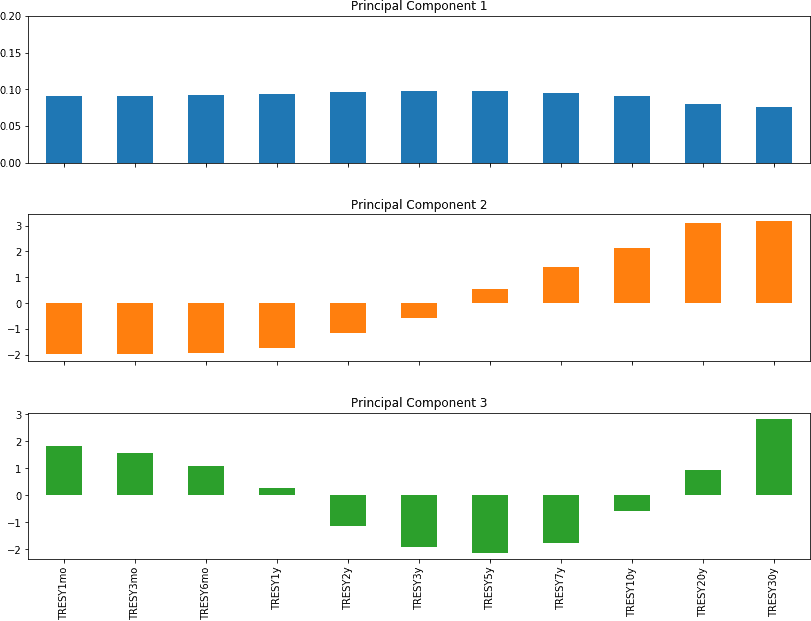 Principal Component 1
0.20
0.15
0.10
0.05
0.00
Principal Component 2
3
2
1
0
−1
−2
Principal Component 3
3
2
1
0
−1
−2
TRESY1mo
TRESY3mo
TRESY6mo
TRESY1y
TRESY2y
TRESY3y
TRESY5y
TRESY7y
TRESY10y
TRESY20y
TRESY30y